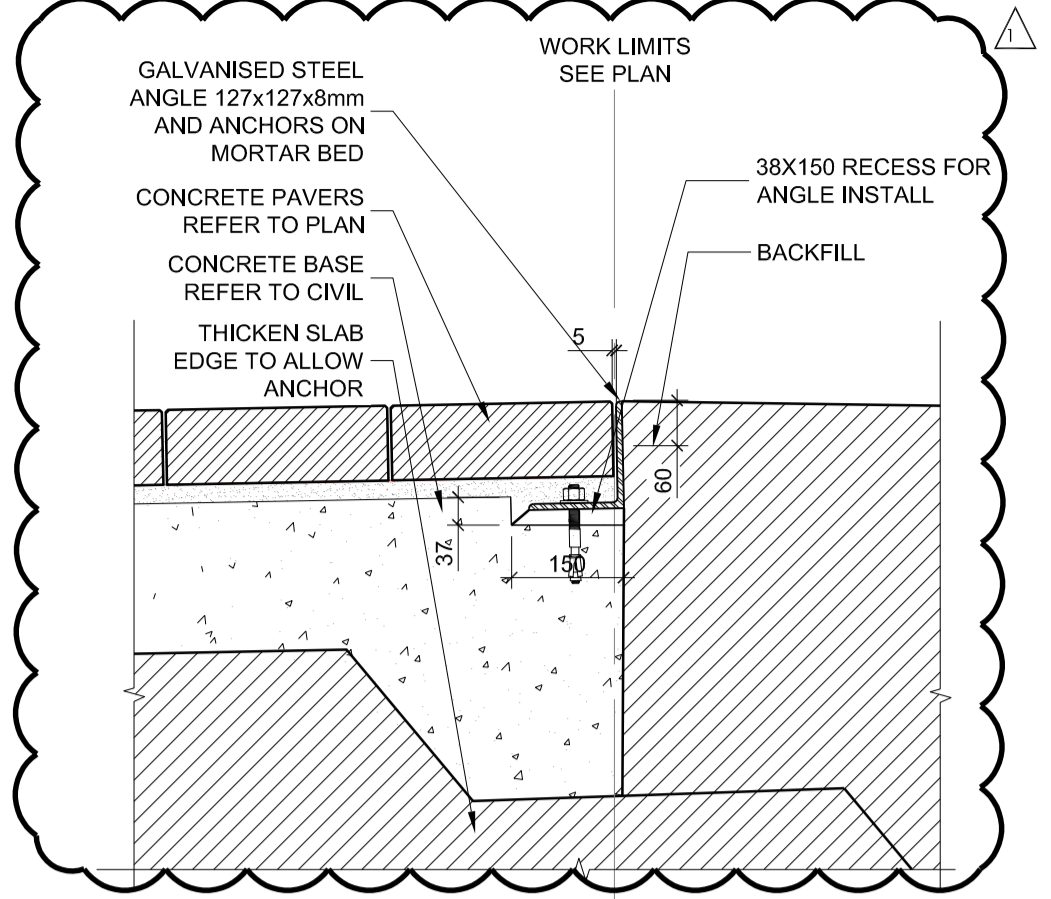 1
WORK LIMITS
SEE PLAN
GALVANISED STEEL
ANGLE 127x127x8mm
AND ANCHORS ON
MORTAR BED
38X150 RECESS FOR
ANGLE INSTALL
CONCRETE PAVERS
REFER TO PLAN
BACKFILL
CONCRETE BASE
REFER TO CIVIL
THICKEN SLAB
EDGE TO ALLOW
ANCHOR
5
60
37
150